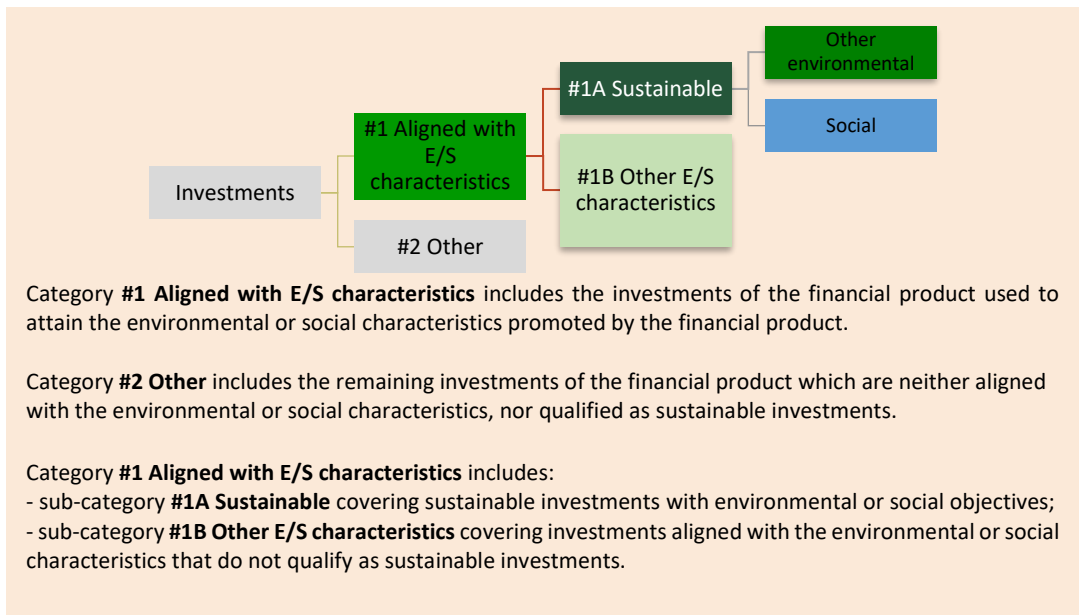 Other
environmental
#1A Sustainable
Social
#1 Aligned with
E/S
characteristics
#1B Other E/S
characteristics
Investments
#2 Other
Category #1 Aligned with E/S characteristics includes the investments of the financial product used to
attain the environmental or social characteristics promoted by the financial product.
Category #2 Other includes the remaining investments of the financial product which are neither aligned
with the environmental or social characteristics, nor qualified as sustainable investments.
Category #1 Aligned with E/S characteristics includes:
- sub-category #1A Sustainable covering sustainable investments with environmental or social objectives;
- sub-category #1B Other E/S characteristics covering investments aligned with the environmental or social
characteristics that do not qualify as sustainable investments.